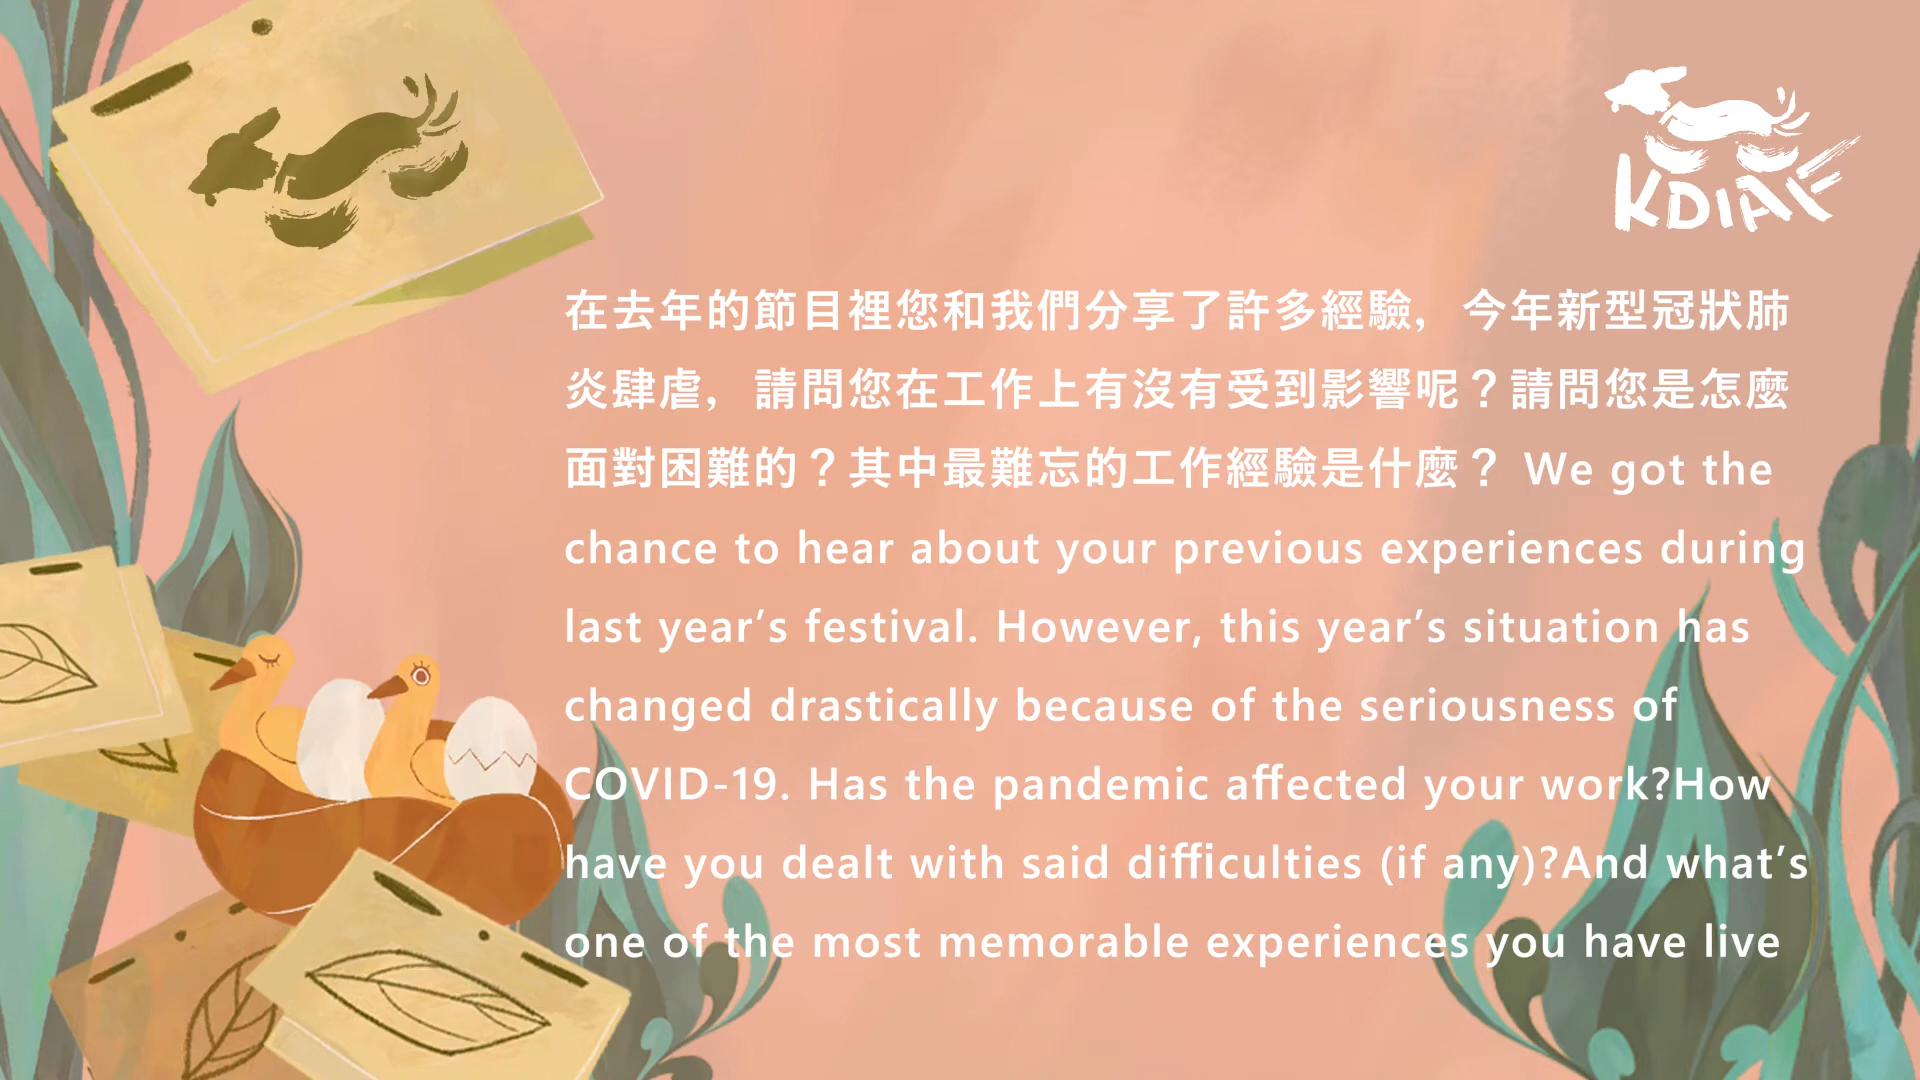 KDIAF
在去年的節目裡您和我們分享了許多經驗，今年新型冠狀肺
炎肆虐，請問您在工作上有沒有受到影響呢？請問您是怎麼
面對困難的？其中最難忘的工作經驗是什麼？ We got the
chance to hear about your previous experiences during
last year’s festival. However, this year’s situation has
changed drastically because of the seriousness of
COVID-19. Has the pandemic affected your work?How
have you dealt with said difficulties (if any)?And what’s
one of the most memorable experiences you have live